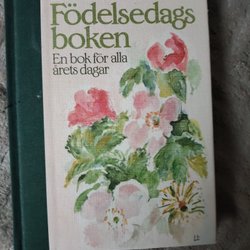 Födelsedags
boken
En bok för alla
årets dagar